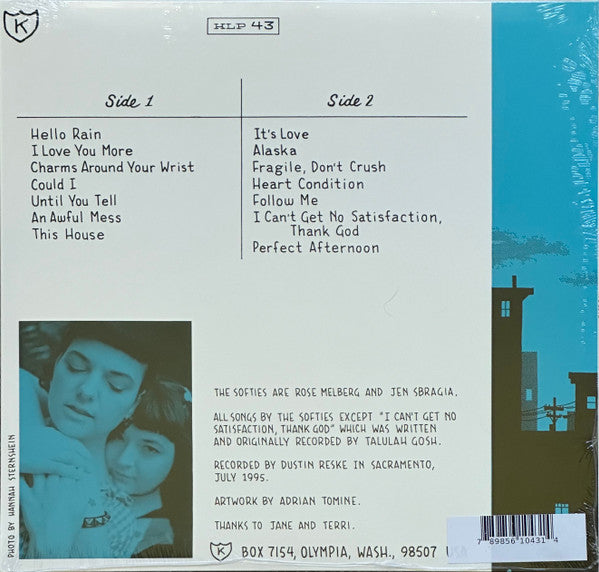 K
HLP 43
Side 1
Hello Rain
I Love You More
Charms Around Your Wrist
Could I
Until You Tell
An Awful Mess
This House
Side 2
It's Love
Alaska
Fragile, Don't Crush
Heart Condition
Follow Me
I Can't Get No Satisfaction,
Thank God
Perfect Afternoon
PHOTO BY HANNAH STERNSHEIN
THE SOFTIES ARE ROSE MELBERG AND JEN SBRAGIA.
ALL SONGS BY THE SOFTIES EXCEPT "I CAN'T GET NO
SATISFACTION, THANK GOD" WHICH WAS WRITTEN
AND ORIGINALLY RECORDED BY TALULAH GOSH.
RECORDED BY DUSTIN RESKE IN SACRAMENTO,
JULY 1995.
ARTWORK BY ADRIAN TOMINE.
THANKS TO JANE AND TERRI.
K BOX 7154, OLYMPIA, WASH., 98507 USA
7 89856 10431 4